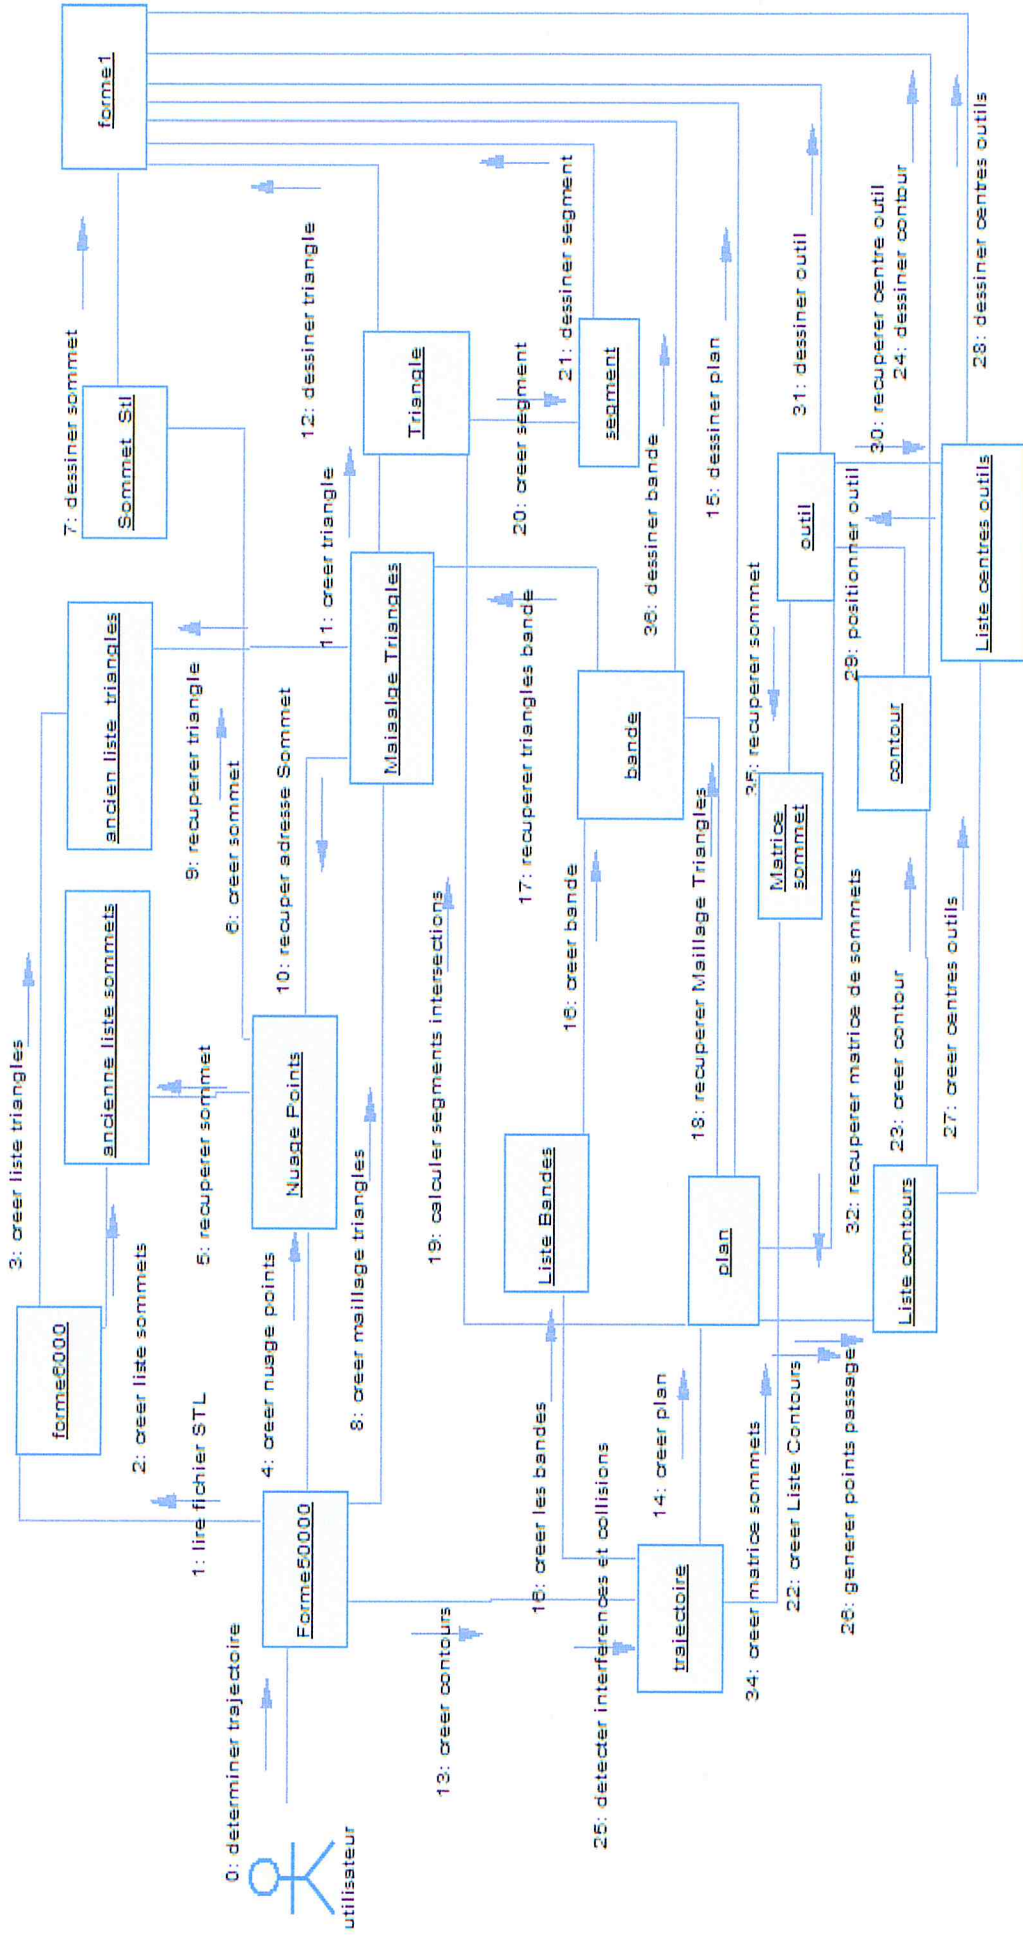 0: determiner trajectoire
utilisateur
Forme50000
1: lire fichier STL
forme6000
2: creer liste sommets
3: creer liste triangles
ancienne liste sommets
ancien liste triangles
4: creer nuage points
Nuage Points
5: recuperer sommet
6: creer sommet
Sommet Stl
7: dessiner sommet
forme1
8: creer maillage triangles
Maisalge Triangles
9: recuperer triangle
10: recuper adresse Sommet
11: creer triangle
Triangle
12: dessiner triangle
13: creer contours
trajectoire
14: creer plan
plan
15: dessiner plan
16: creer les bandes
Liste Bandes
16: creer bande
bande
17: recuperer triangles bande
18: recuperer Maillage Triangles
19: calculer segments intersections
20: creer segment
segment
21: dessiner segment
36: dessiner bande
22: creer Liste Contours
Liste contours
23: creer contour
contour
24: dessiner contour
25: detecter interferences et collisions
26: generer points passage
27: creer centres outils
Liste centres outils
28: dessiner centres outils
29: positionner outil
outil
30: recuperer centre outil
31: dessiner outil
32: recuperer matrice de sommets
34: creer matrice sommets
Matrice
sommet
35: recuperer sommet